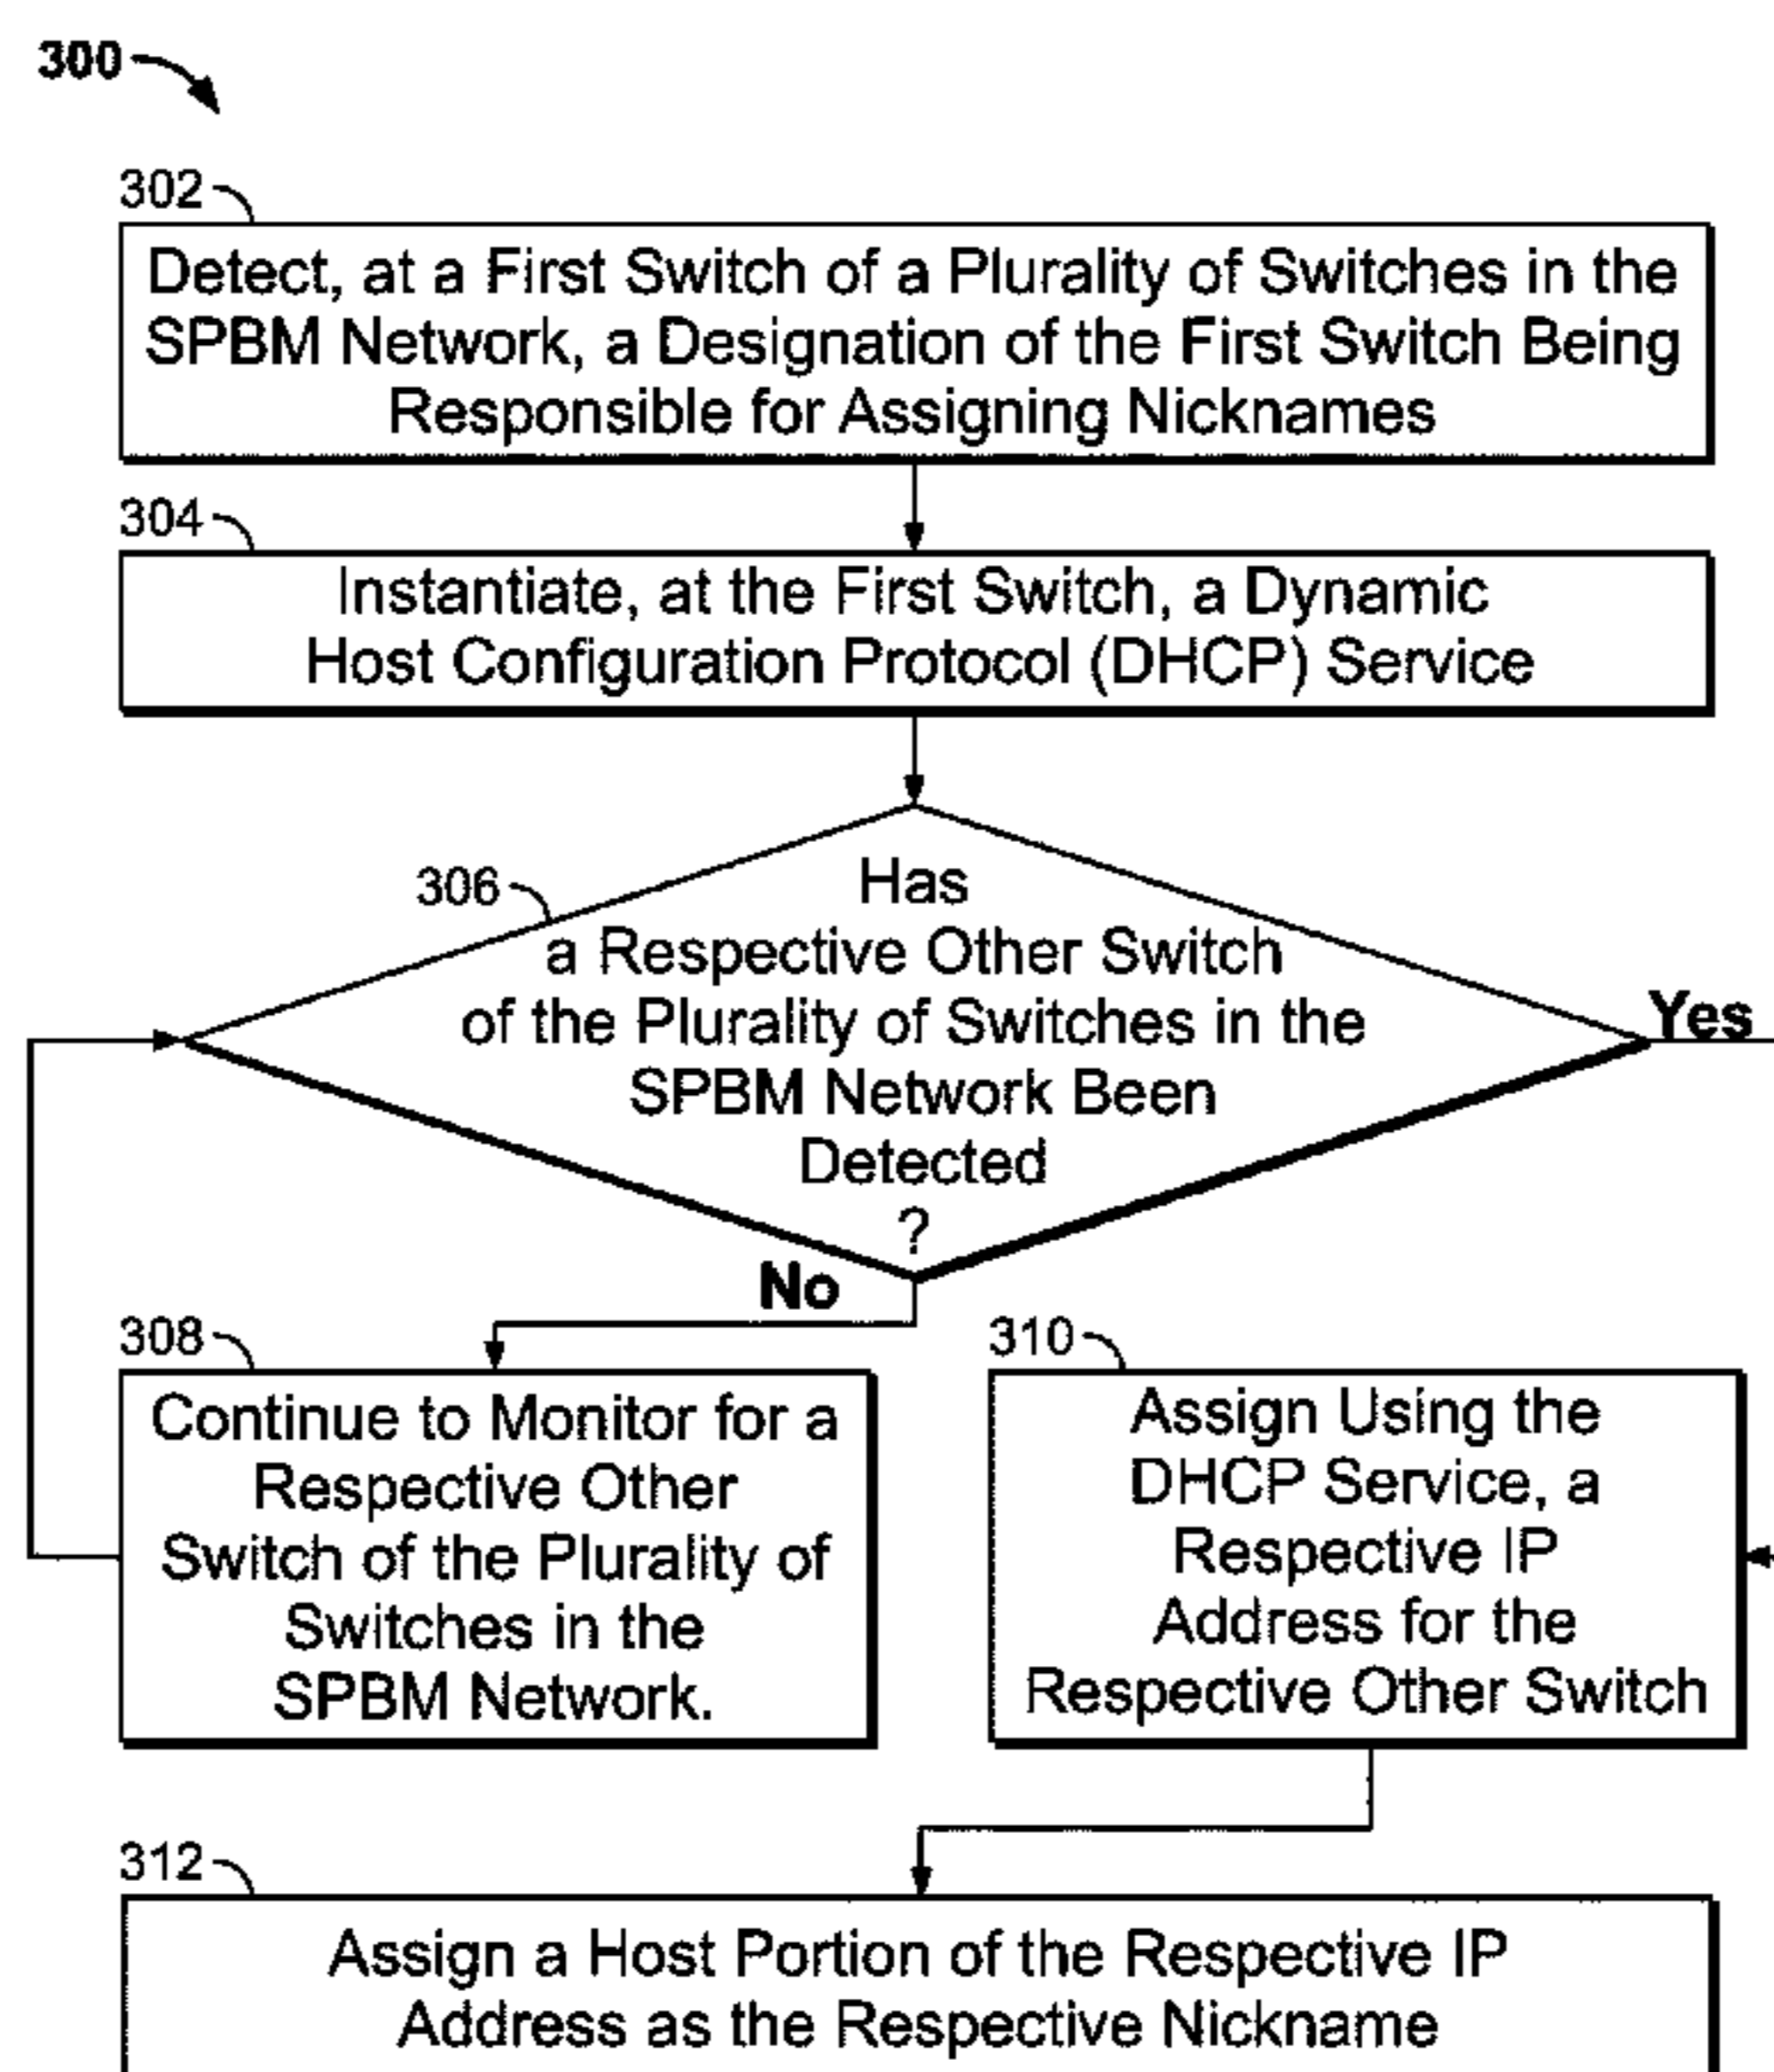 300
302
Detect, at a First Switch of a Plurality of Switches in the
SPBM Network, a Designation of the First Switch Being
Responsible for Assigning Nicknames
304
Instantiate, at the First Switch, a Dynamic
Host Configuration Protocol (DHCP) Service
306
Has
a Respective Other Switch
of the Plurality of Switches in the
SPBM Network Been
Detected
?
Yes
No
308
Continue to Monitor for a
Respective Other
Switch of the Plurality of
Switches in the
SPBM Network.
310
Assign Using the
DHCP Service, a
Respective IP
Address for the
Respective Other Switch
312
Assign a Host Portion of the Respective IP
Address as the Respective Nickname